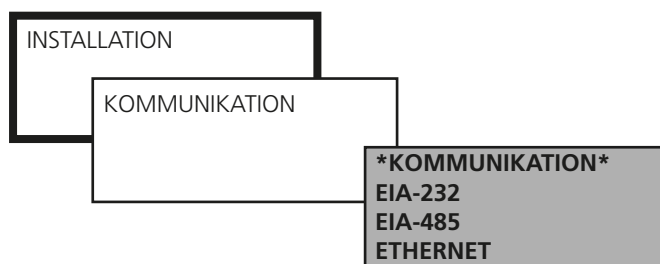 INSTALLATION
KOMMUNIKATION
*KOMMUNIKATION*
EIA-232
EIA-485
ETHERNET